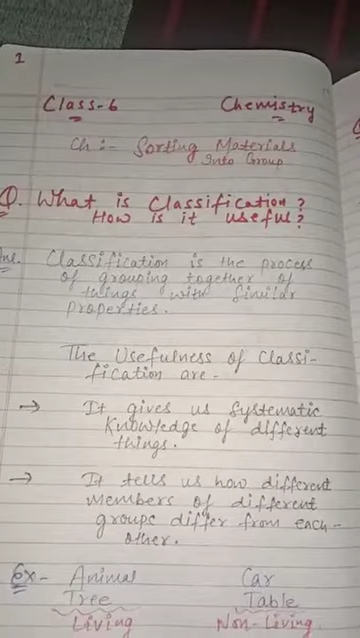 1
Class-6 Chemistry
Ch :- Sorting Materials
Into Group
Q. What is Classification?
How is it useful?
Ans. Classification is the process
of grouping together of
things with similar
properties.
The Usefulness of Classi-
fication are -
→ It gives us systematic
Knowledge of different
things.
→ It tells us how different
members of different
groups differ from each-
other.
Ex- Animal Car
Tree Table
Living Non-Living